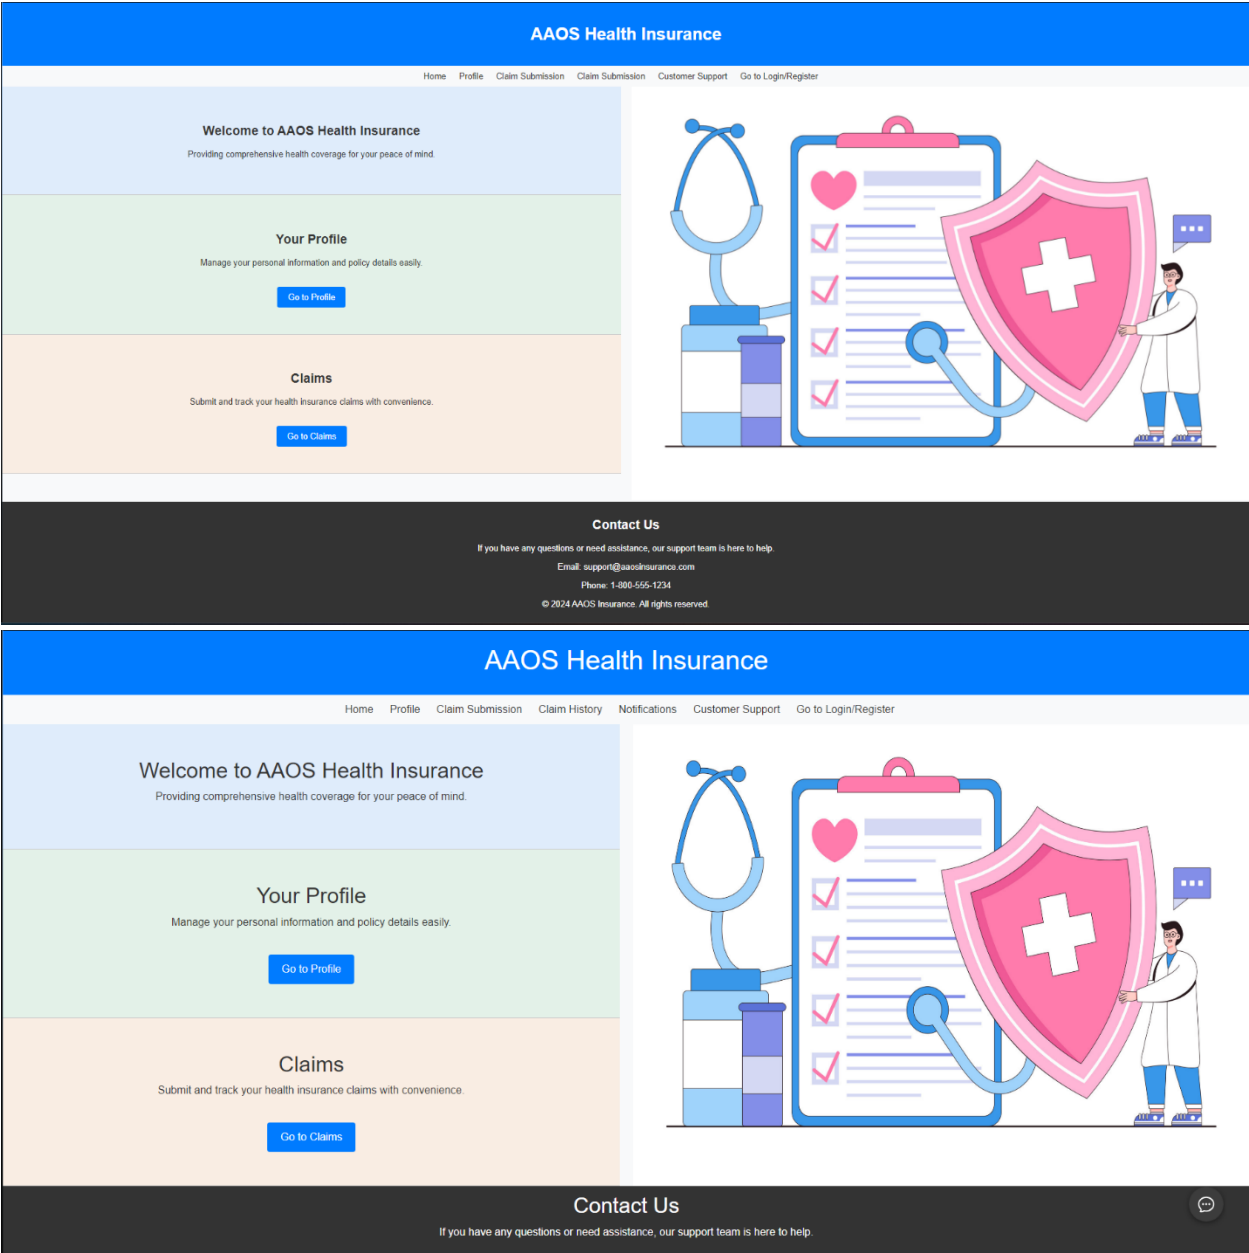 AAOS Health Insurance
Home Profile Claim Submission Claim Submission Customer Support Go to Login/Register
Welcome to AAOS Health Insurance
Providing comprehensive health coverage for your peace of mind.
Your Profile
Manage your personal information and policy details easily.
Go to Profile
Claims
Submit and track your health insurance claims with convenience.
Go to Claims
Contact Us
If you have any questions or need assistance, our support team is here to help.
Email: support@aaosinsurance.com
Phone: 1-800-555-1234
© 2024 AAOS Insurance. All rights reserved.
AAOS Health Insurance
Home Profile Claim Submission Claim History Notifications Customer Support Go to Login/Register
Welcome to AAOS Health Insurance
Providing comprehensive health coverage for your peace of mind.
Your Profile
Manage your personal information and policy details easily.
Go to Profile
Claims
Submit and track your health insurance claims with convenience.
Go to Claims
Contact Us
If you have any questions or need assistance, our support team is here to help.